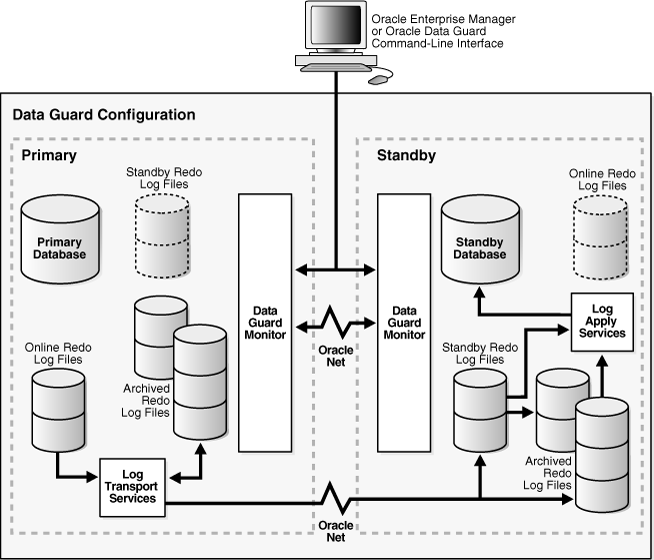 Oracle Enterprise Manager
or Oracle Data Guard
Command-Line Interface
Data Guard Configuration
Primary
Standby Redo
Log Files
Primary
Database
Online Redo
Log Files
Archived
Redo
Log Files
Log
Transport
Services
Data
Guard
Monitor
Oracle
Net
Oracle
Net
Standby
Data
Guard
Monitor
Online Redo
Log Files
Standby
Database
Log
Apply
Services
Standby Redo
Log Files
Archived
Redo
Log Files